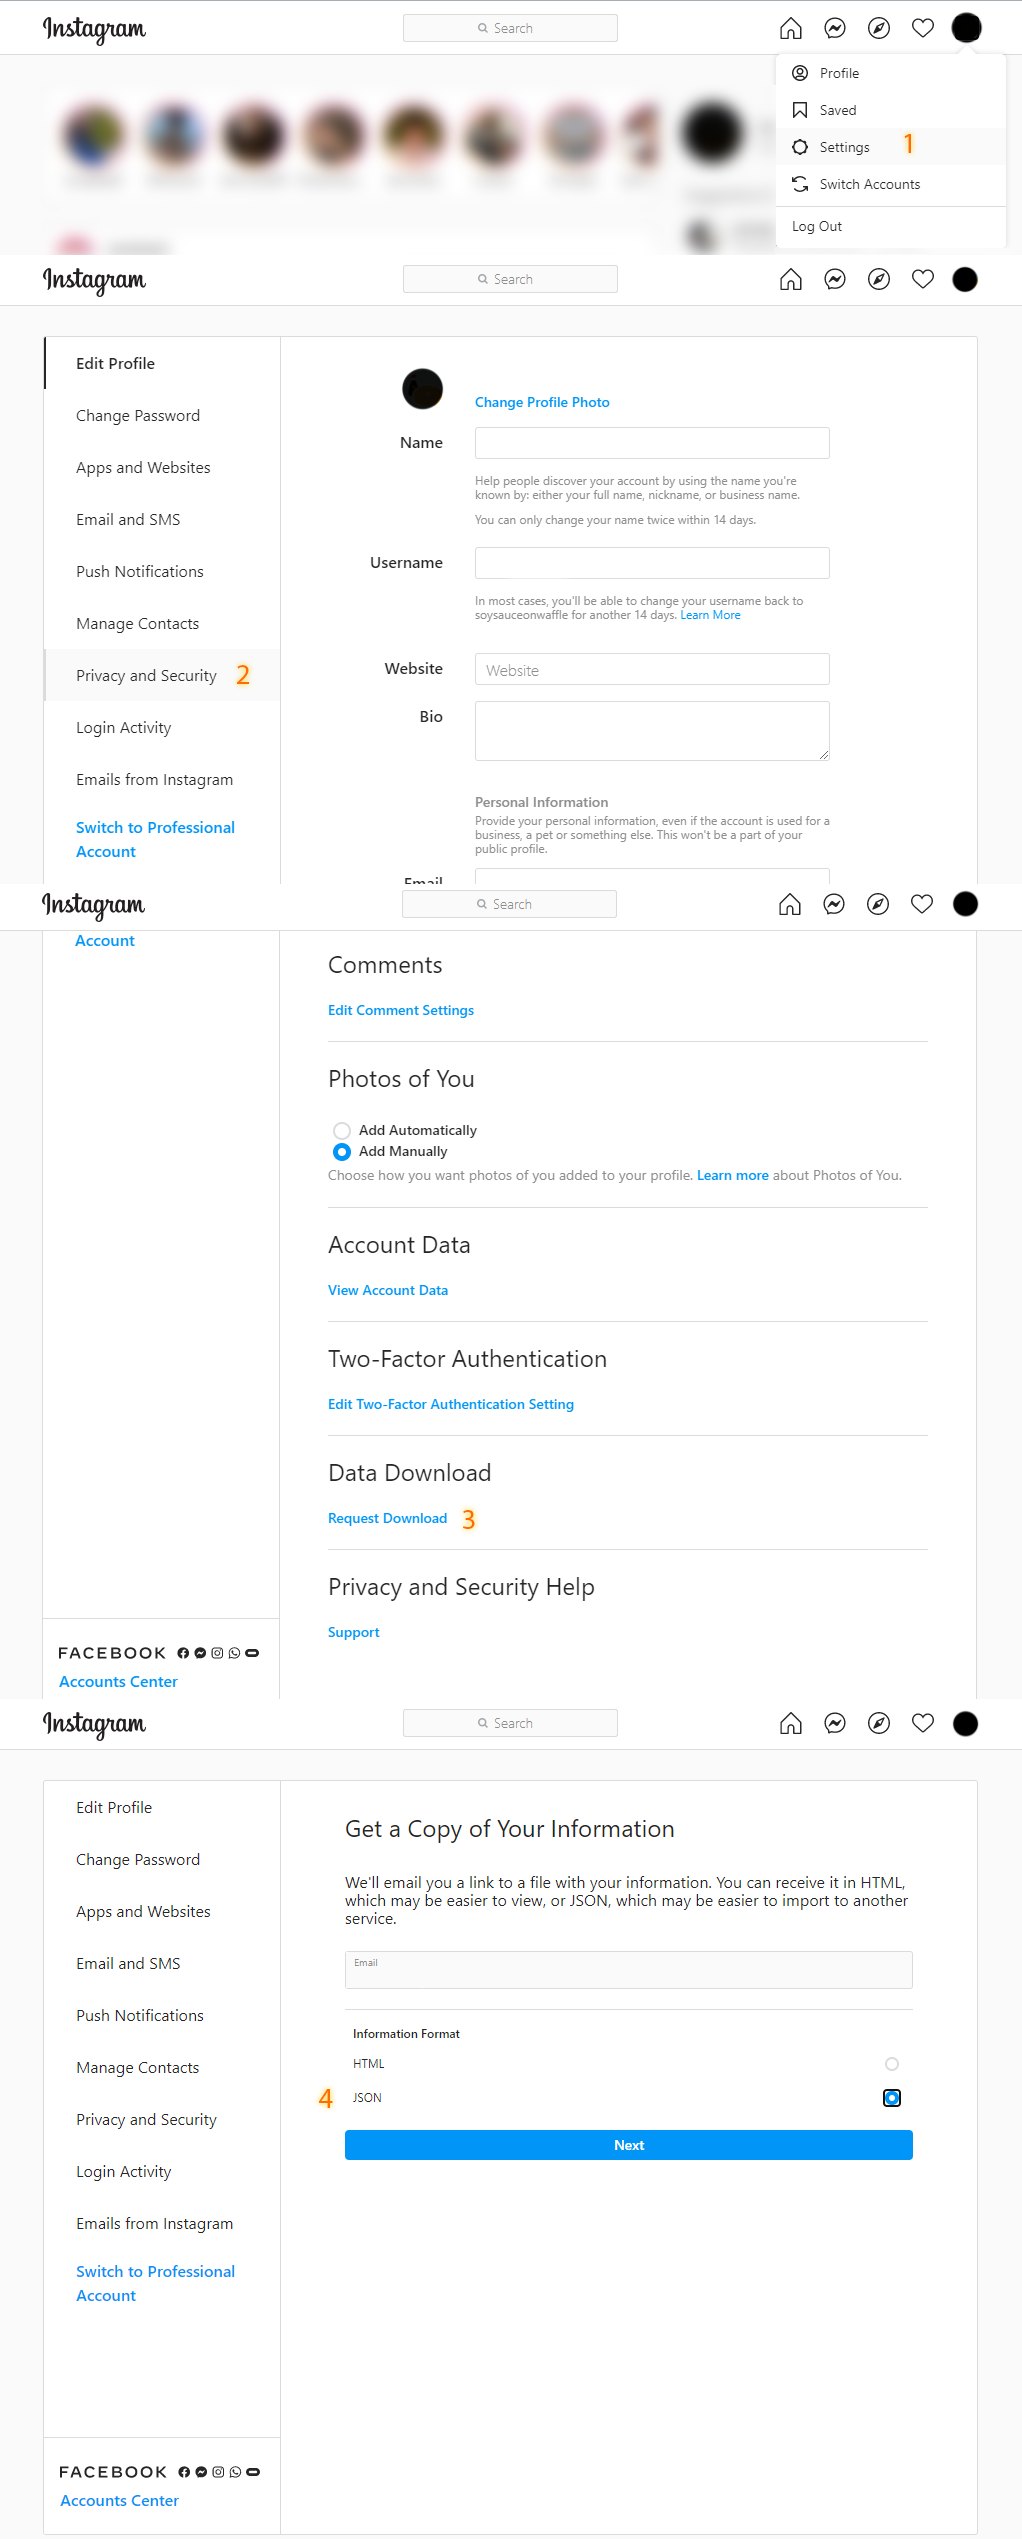 Instagram
Search
Profile
Saved
Settings 1
Switch Accounts
Log Out
Instagram
Search
Edit Profile
Change Password
Apps and Websites
Email and SMS
Push Notifications
Manage Contacts
Privacy and Security 2
Login Activity
Emails from Instagram
Switch to Professional
Account
Change Profile Photo
Name
Help people discover your account by using the name you're
known by: either your full name, nickname, or business name.
You can only change your name twice within 14 days.
Username
In most cases, you'll be able to change your username back to
soysauceonwaffle for another 14 days. Learn More
Website
Website
Bio
Personal Information
Provide your personal information, even if the account is used for a
business, a pet or something else. This won't be a part of your
public profile.
Email
Instagram
Search
Account
Comments
Edit Comment Settings
Photos of You
Add Automatically
Add Manually
Choose how you want photos of you added to your profile. Learn more about Photos of You.
Account Data
View Account Data
Two-Factor Authentication
Edit Two-Factor Authentication Setting
Data Download
Request Download 3
Privacy and Security Help
Support
FACEBOOK
Accounts Center
Instagram
Search
Edit Profile
Change Password
Apps and Websites
Email and SMS
Push Notifications
Manage Contacts
Privacy and Security
Login Activity
Emails from Instagram
Switch to Professional
Account
Get a Copy of Your Information
We'll email you a link to a file with your information. You can receive it in HTML,
which may be easier to view, or JSON, which may be easier to import to another
service.
Email
Information Format
HTML
4 JSON
Next
FACEBOOK
Accounts Center